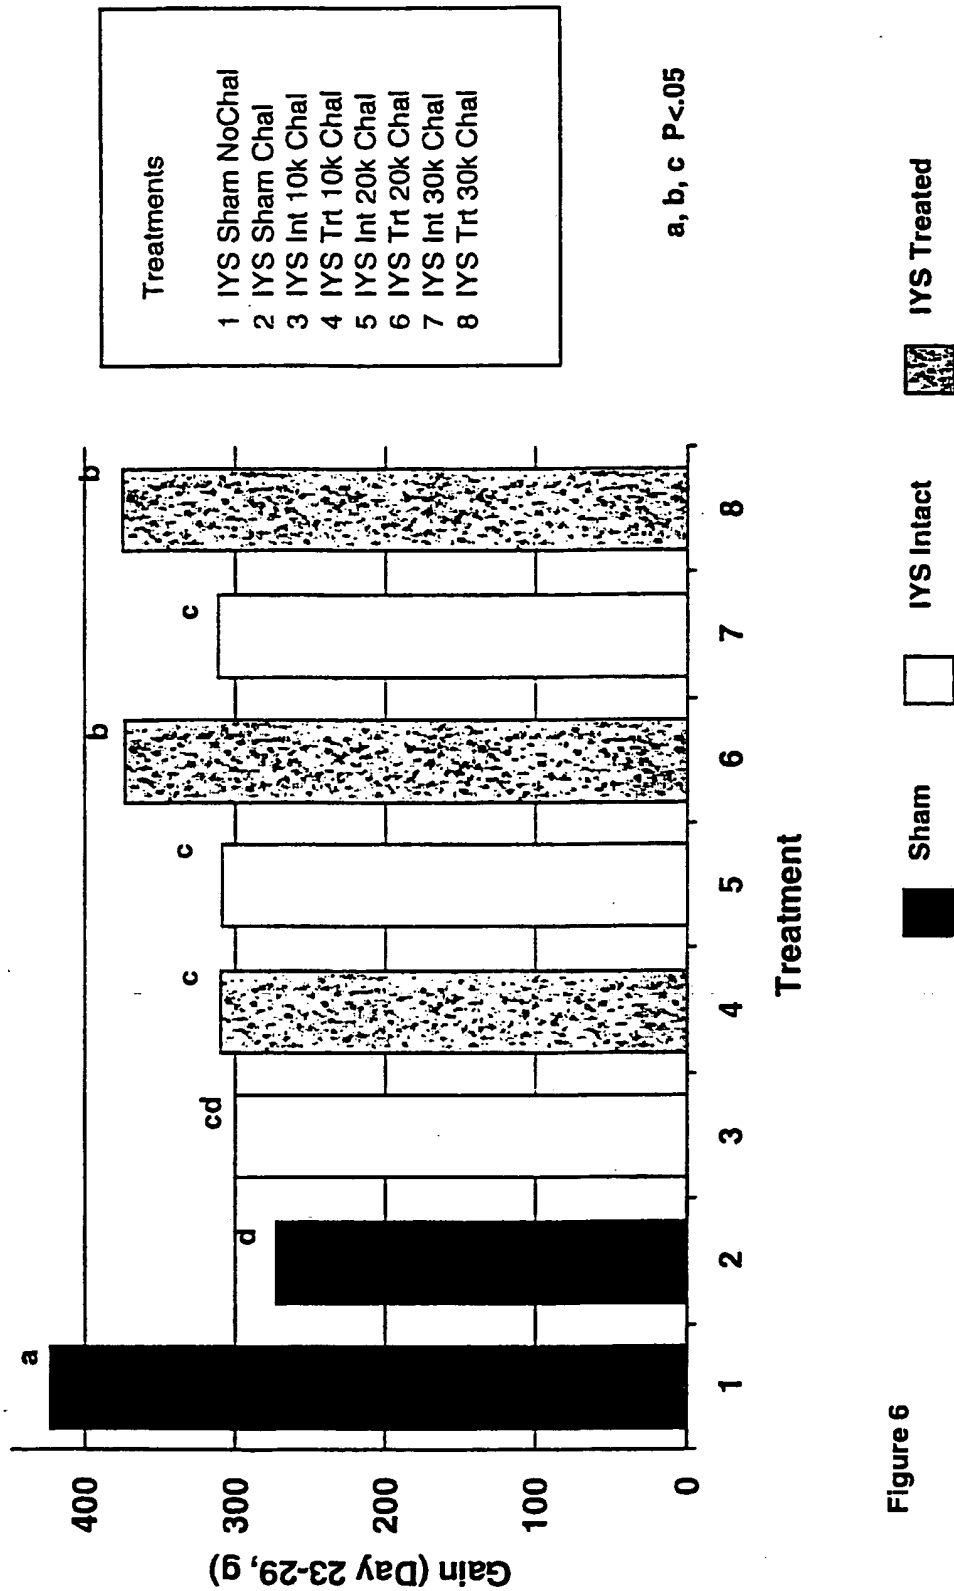 Gain (Day 23-29, g)
400
300
200
100
0
a
d
cd
c
c
b
c
b
1 2 3 4 5 6 7 8
Treatment
Treatments
1 IYS Sham NoChal
2 IYS Sham Chal
3 IYS Int 10k Chal
4 IYS Trt 10k Chal
5 IYS Int 20k Chal
6 IYS Trt 20k Chal
7 IYS Int 30k Chal
8 IYS Trt 30k Chal
a, b, c P<.05
Sham
IYS Intact
IYS Treated
Figure 6